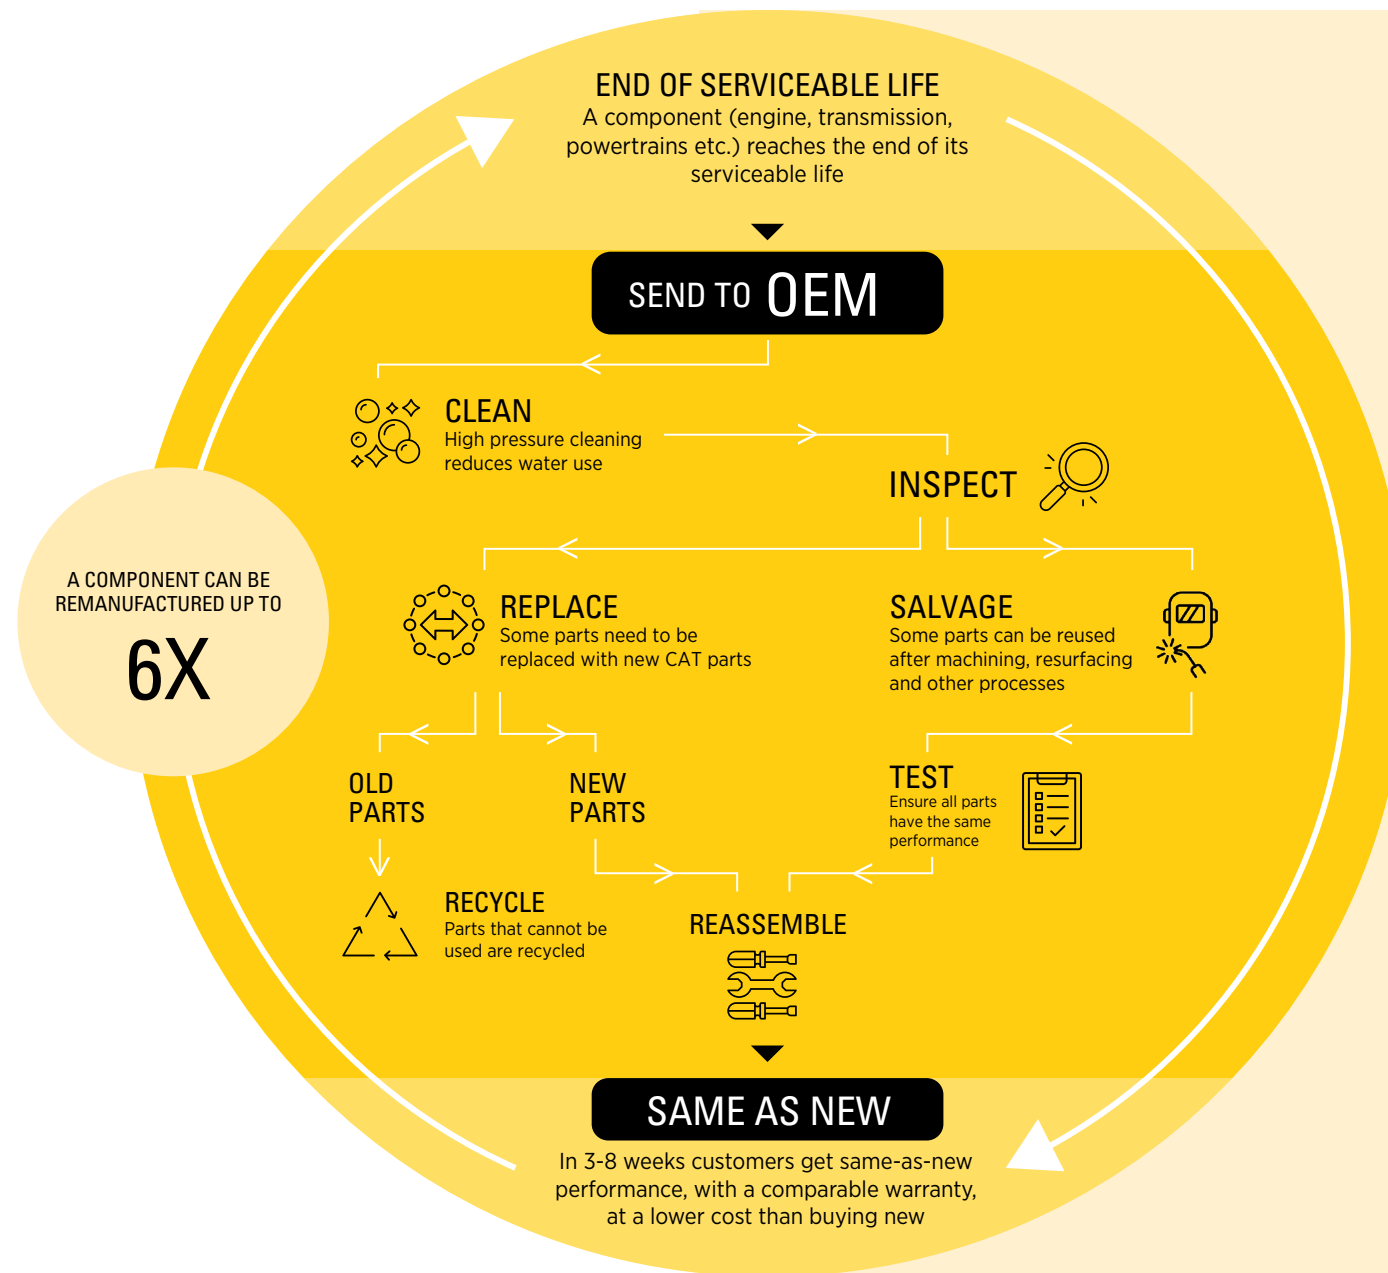 END OF SERVICEABLE LIFE
A component (engine, transmission,
powertrains etc.) reaches the end of its
serviceable life
SEND TO OEM
CLEAN
High pressure cleaning
reduces water use
INSPECT
A COMPONENT CAN BE
REMANUFACTURED UP TO
6X
REPLACE
Some parts need to be
replaced with new CAT parts
SALVAGE
Some parts can be reused
after machining, resurfacing
and other processes
OLD
PARTS
NEW
PARTS
TEST
Ensure all parts
have the same
performance
RECYCLE
Parts that cannot be
used are recycled
REASSEMBLE
SAME AS NEW
In 3-8 weeks customers get same-as-new
performance, with a comparable warranty,
at a lower cost than buying new